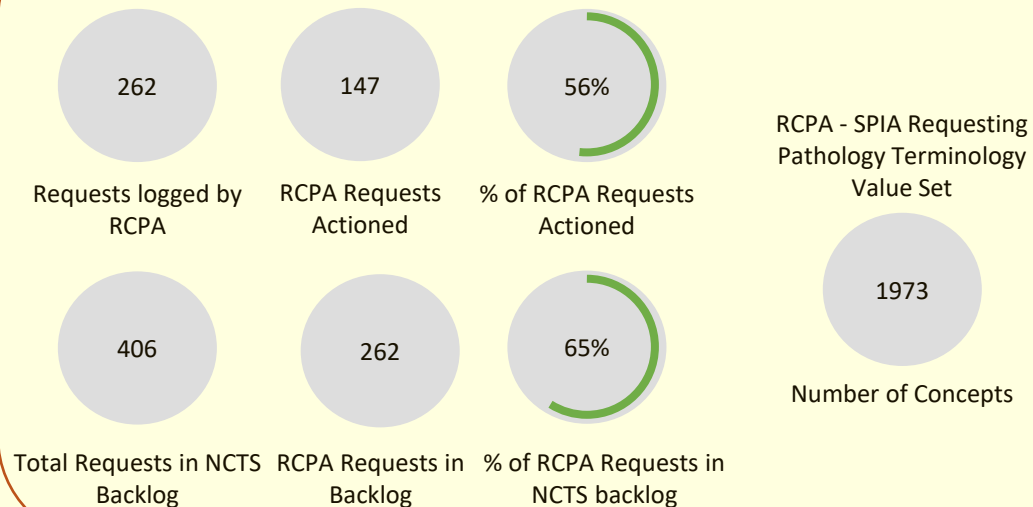 262
Requests logged by
RCPA
147
RCPA Requests
Actioned
56%
% of RCPA Requests
Actioned
RCPA - SPIA Requesting
Pathology Terminology
Value Set
1973
Number of Concepts
406
Total Requests in NCTS
Backlog
262
RCPA Requests in
Backlog
65%
% of RCPA Requests in
NCTS backlog